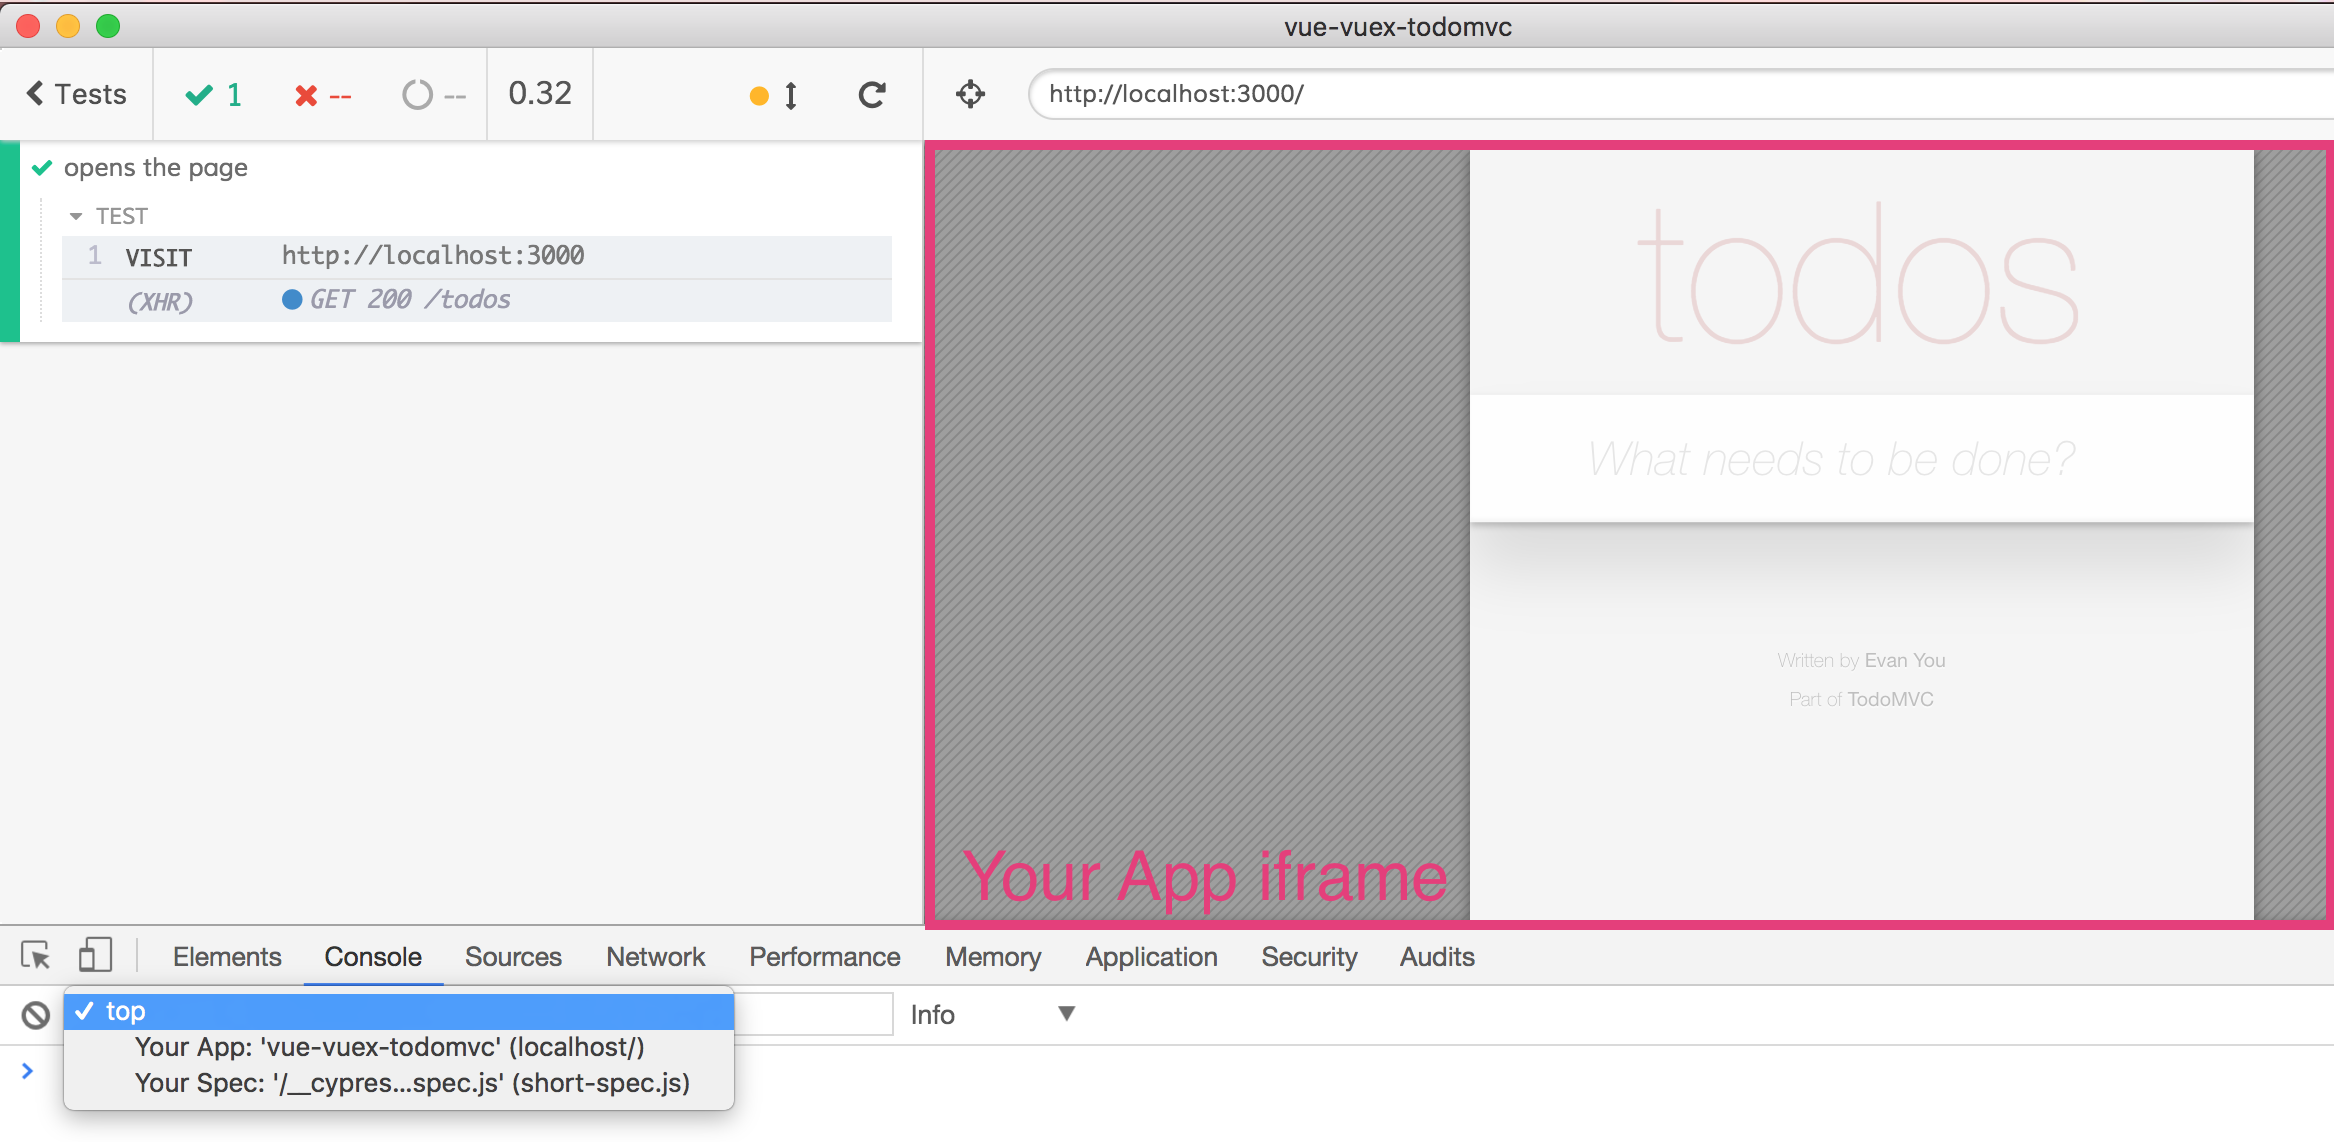 vue-vuex-todomvc
Tests 1 -- -- 0.32 http://localhost:3000/
opens the page
TEST
1 VISIT http://localhost:3000
(XHR) GET 200 /todos
todos
What needs to be done?
Written by Evan You
Part of TodoMVC
Your App iframe
Elements Console Sources Network Performance Memory Application Security Audits
top Info
Your App: 'vue-vuex-todomvc' (localhost/)
Your Spec: '/__cypres...spec.js' (short-spec.js)